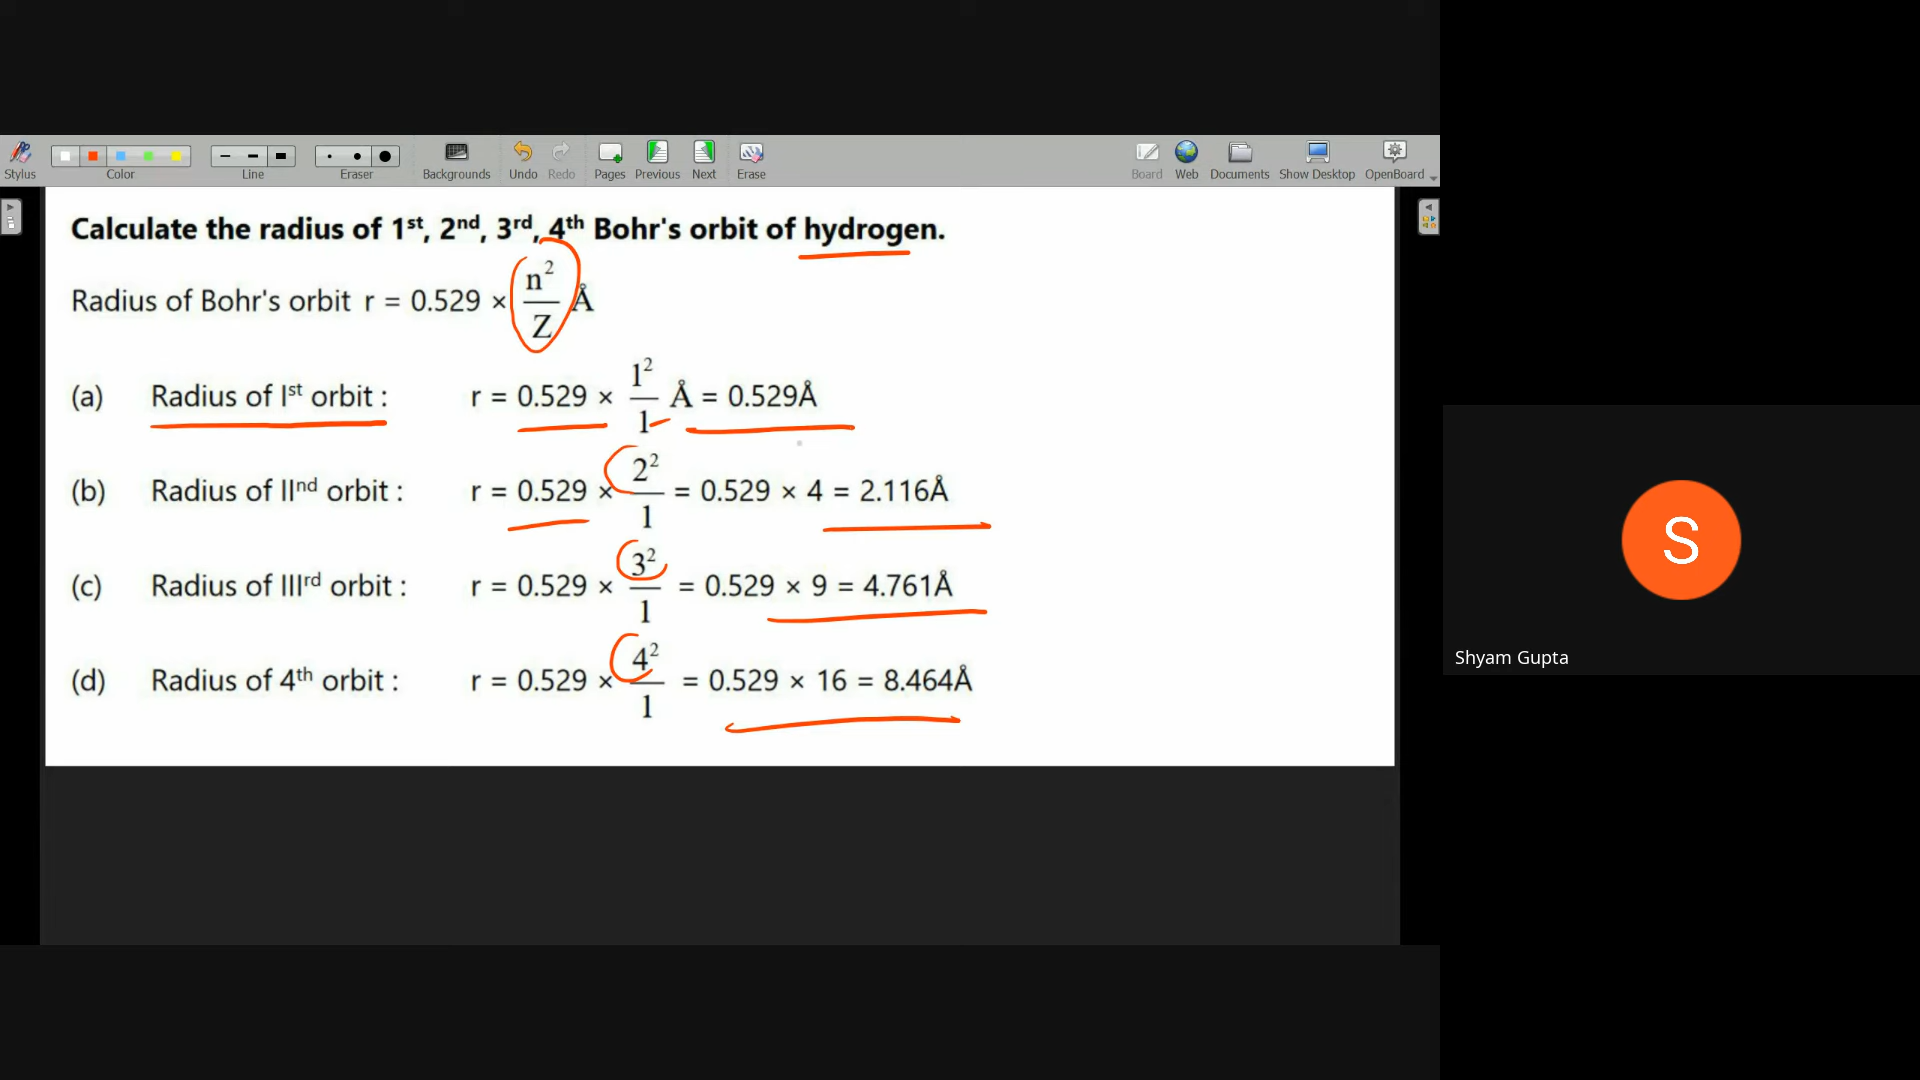 Stylus Color Line Eraser Backgrounds Undo Redo Pages Previous Next Erase Board Web Documents Show Desktop OpenBoard
Calculate the radius of 1st, 2nd, 3rd, 4th Bohr's orbit of hydrogen.
Radius of Bohr's orbit r = 0.529 × n²/Z Å
(a) Radius of Ist orbit : r = 0.529 × 1²/1 Å = 0.529Å
(b) Radius of IInd orbit : r = 0.529 × 2²/1 = 0.529 × 4 = 2.116Å
(c) Radius of IIIrd orbit : r = 0.529 × 3²/1 = 0.529 × 9 = 4.761Å
(d) Radius of 4th orbit : r = 0.529 × 4²/1 = 0.529 × 16 = 8.464Å
S
Shyam Gupta